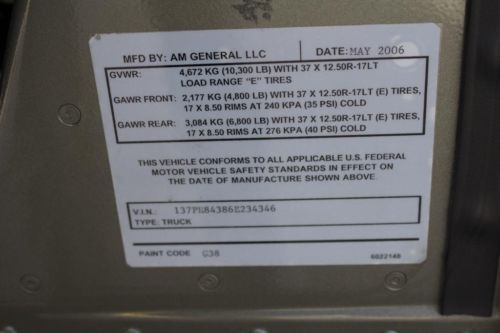 MFD BY: AM GENERAL LLC DATE: MAY 2006
GVWR: 4,672 KG (10,300 LB) WITH 37 X 12.50R-17LT
LOAD RANGE "E" TIRES
GAWR FRONT: 2,177 KG (4,800 LB) WITH 37 X 12.50R-17LT (E) TIRES,
17 X 8.50 RIMS AT 240 KPA (35 PSI) COLD
GAWR REAR: 3,084 KG (6,800 LB) WITH 37 X 12.50R-17LT (E) TIRES,
17 X 8.50 RIMS AT 276 KPA (40 PSI) COLD
THIS VEHICLE CONFORMS TO ALL APPLICABLE U.S. FEDERAL
MOTOR VEHICLE SAFETY STANDARDS IN EFFECT ON
THE DATE OF MANUFACTURE SHOWN ABOVE.
V.I.N.: 137PH84386E234346
TYPE: TRUCK
PAINT CODE G38 6022148